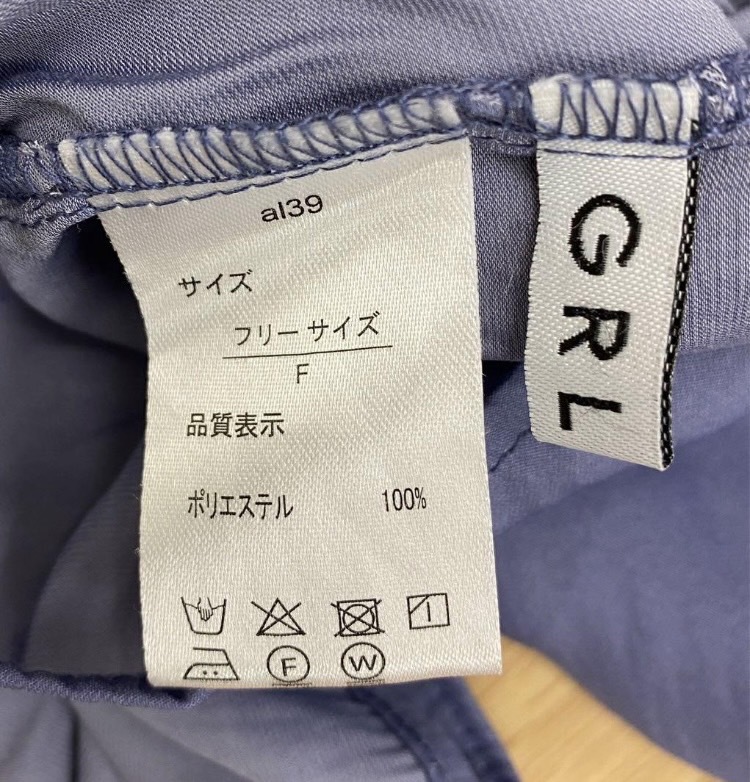 al39
サイズ
フリーサイズ
F
品質表示
ポリエステル 100%
F W
GRL